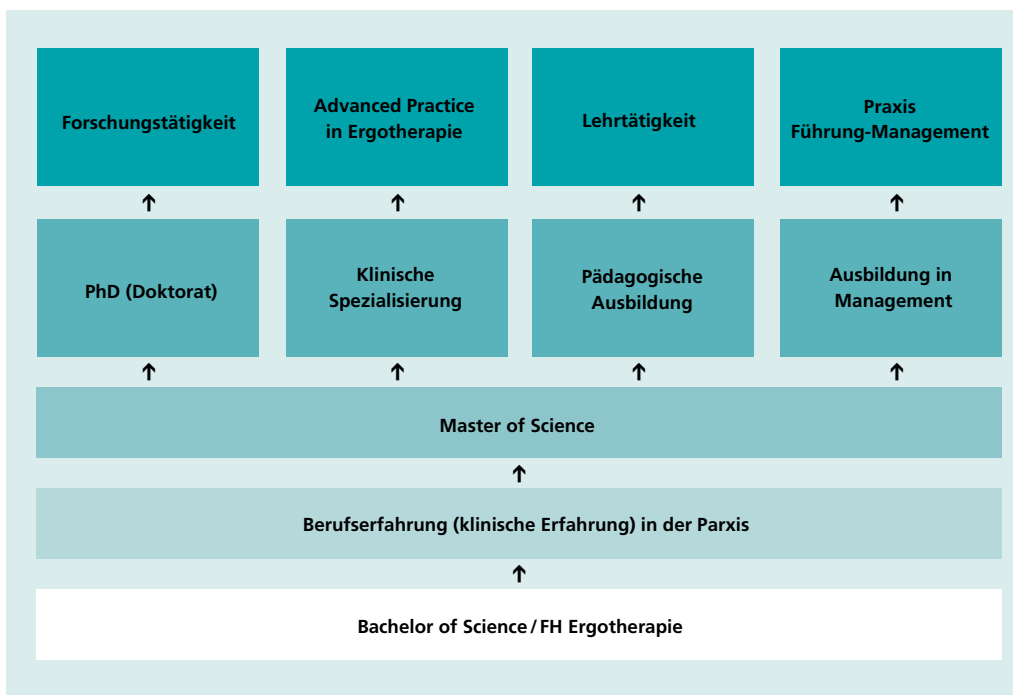 Forschungstätigkeit
Advanced Practice
in Ergotherapie
Lehrtätigkeit
Praxis
Führung-Management
PhD (Doktorat)
Klinische
Spezialisierung
Pädagogische
Ausbildung
Ausbildung in
Management
Master of Science
Berufserfahrung (klinische Erfahrung) in der Parxis
Bachelor of Science/FH Ergotherapie